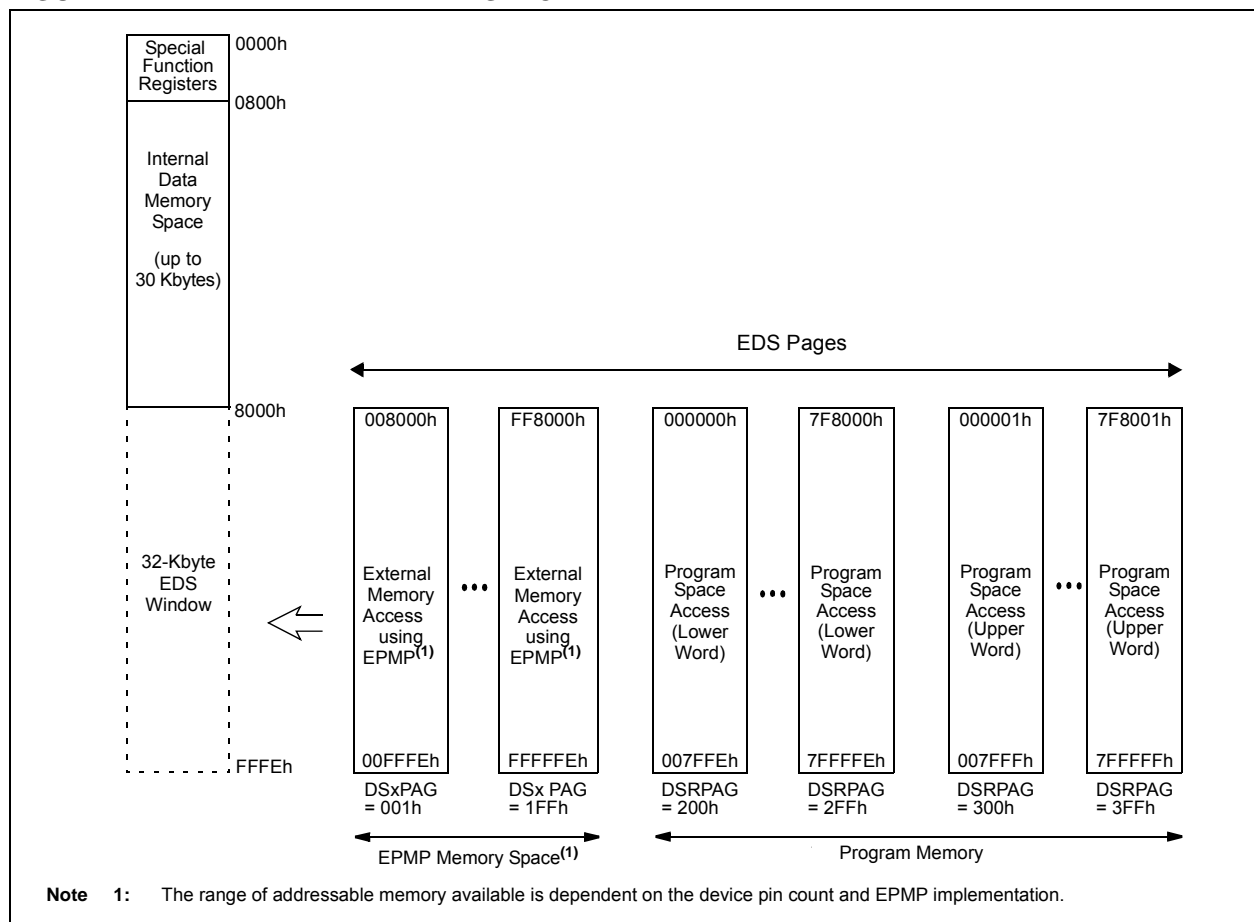 Special
Function
Registers
0000h
0800h
Internal
Data
Memory
Space
(up to
30 Kbytes)
EDS Pages
8000h
32-Kbyte
EDS
Window
FFFEh
008000h
External
Memory
Access
using
EPMP(1)
00FFFEh
DSxPAG
= 001h
•••
FF8000h
External
Memory
Access
using
EPMP(1)
FFFFFEh
DSx PAG
= 1FFh
000000h
Program
Space
Access
(Lower
Word)
007FFEh
DSRPAG
= 200h
•••
7F8000h
Program
Space
Access
(Lower
Word)
7FFFFEh
DSRPAG
= 2FFh
000001h
Program
Space
Access
(Upper
Word)
007FFFh
DSRPAG
= 300h
•••
7F8001h
Program
Space
Access
(Upper
Word)
7FFFFFh
DSRPAG
= 3FFh
EPMP Memory Space(1)
Program Memory
Note 1: The range of addressable memory available is dependent on the device pin count and EPMP implementation.